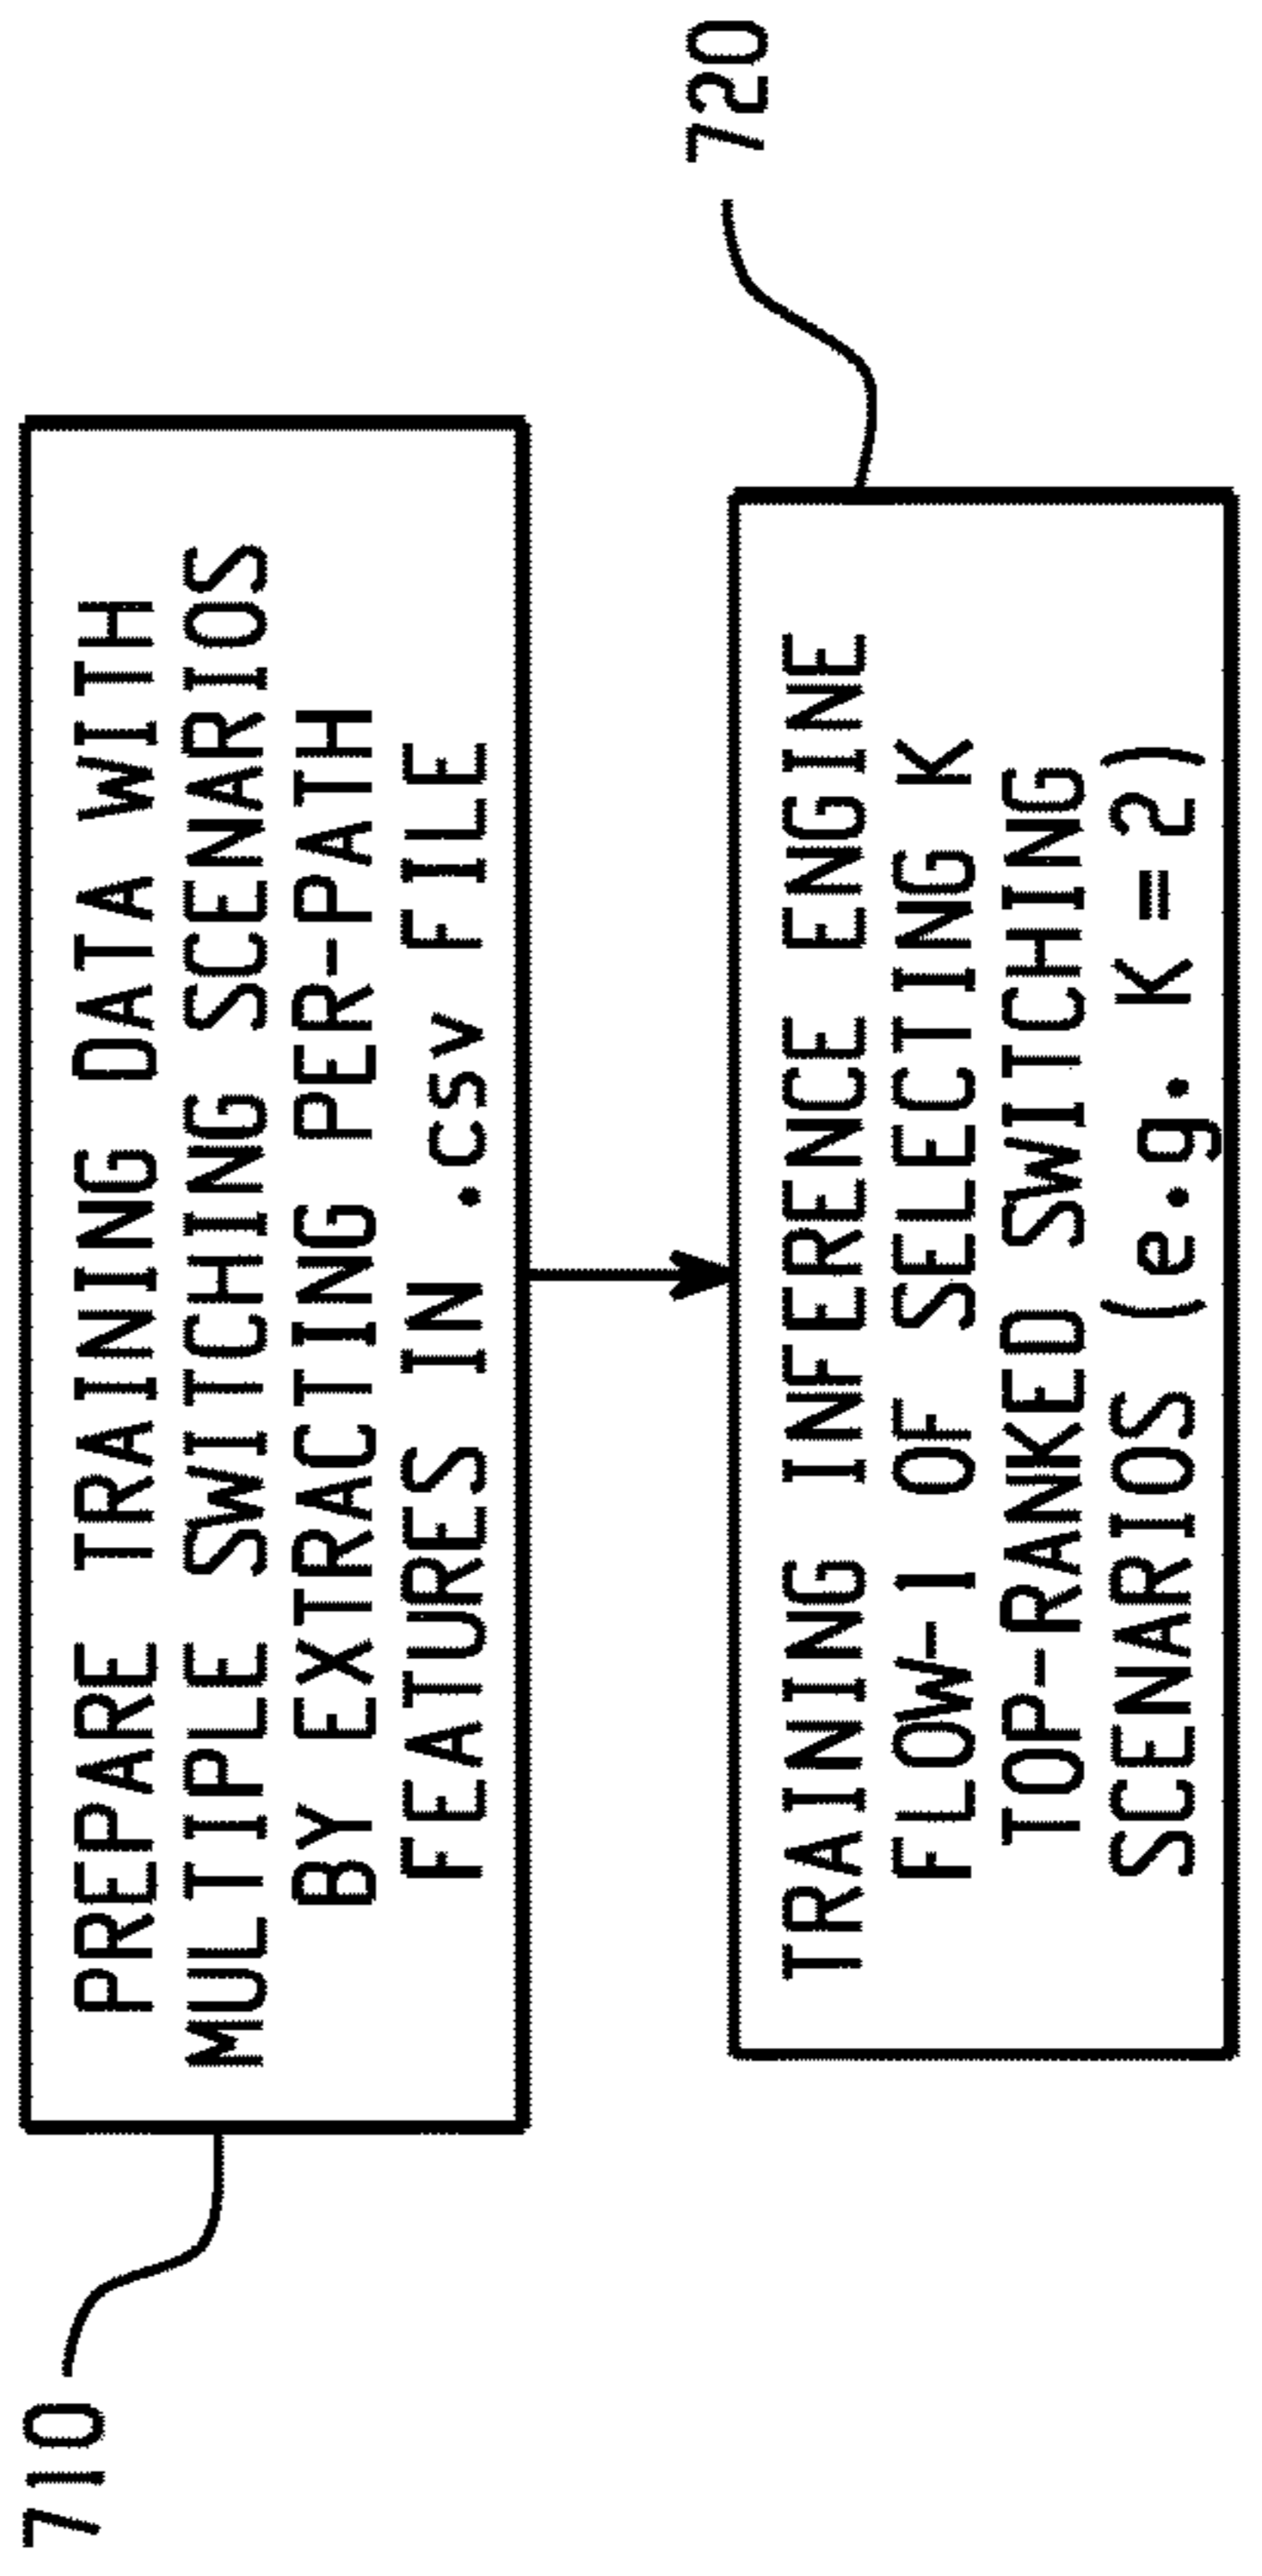 710
PREPARE TRAINING DATA WITH
MULTIPLE SWITCHING SCENARIOS
BY EXTRACTING PER-PATH
FEATURES IN .csv FILE
720
TRAINING INFERENCE ENGINE
FLOW-1 OF SELECTING K
TOP-RANKED SWITCHING
SCENARIOS (e.g. K=2)